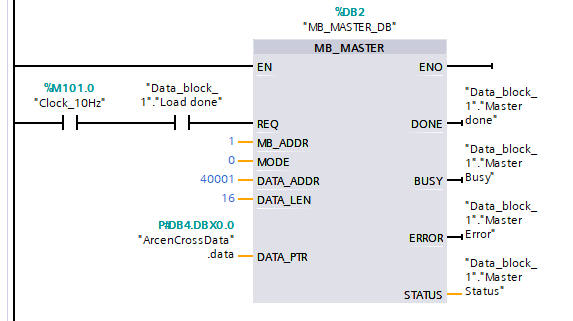 %DB2
"MB_MASTER_DB"
MB_MASTER
EN
ENO
%M101.0
"Clock_10Hz"
"Data_block_
1"."Load done"
REQ
"Data_block_
1"."Master
done"
DONE
1
MB_ADDR
0
MODE
"Data_block_
1"."Master
Busy"
BUSY
40001
DATA_ADDR
16
DATA_LEN
"Data_block_
1"."Master
Error"
ERROR
P#DB4.DBX0.0
"ArcenCrossData"
.data
DATA_PTR
"Data_block_
1"."Master
Status"
STATUS